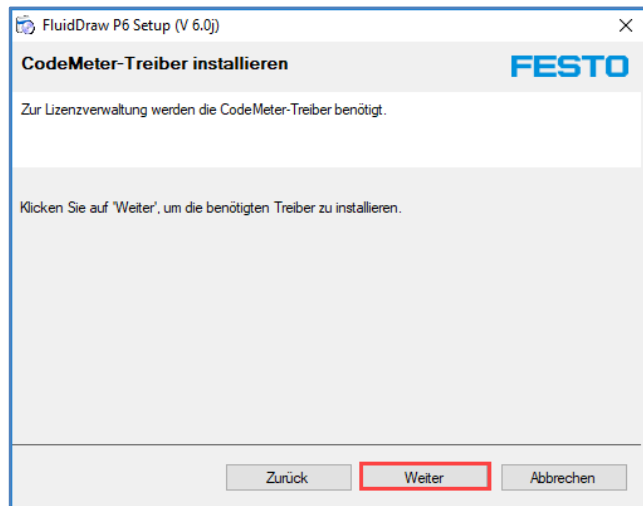 FluidDraw P6 Setup (V 6.0j)
CodeMeter-Treiber installieren
FESTO
Zur Lizenzverwaltung werden die CodeMeter-Treiber benötigt.
Klicken Sie auf 'Weiter', um die benötigten Treiber zu installieren.
Zurück Weiter Abbrechen